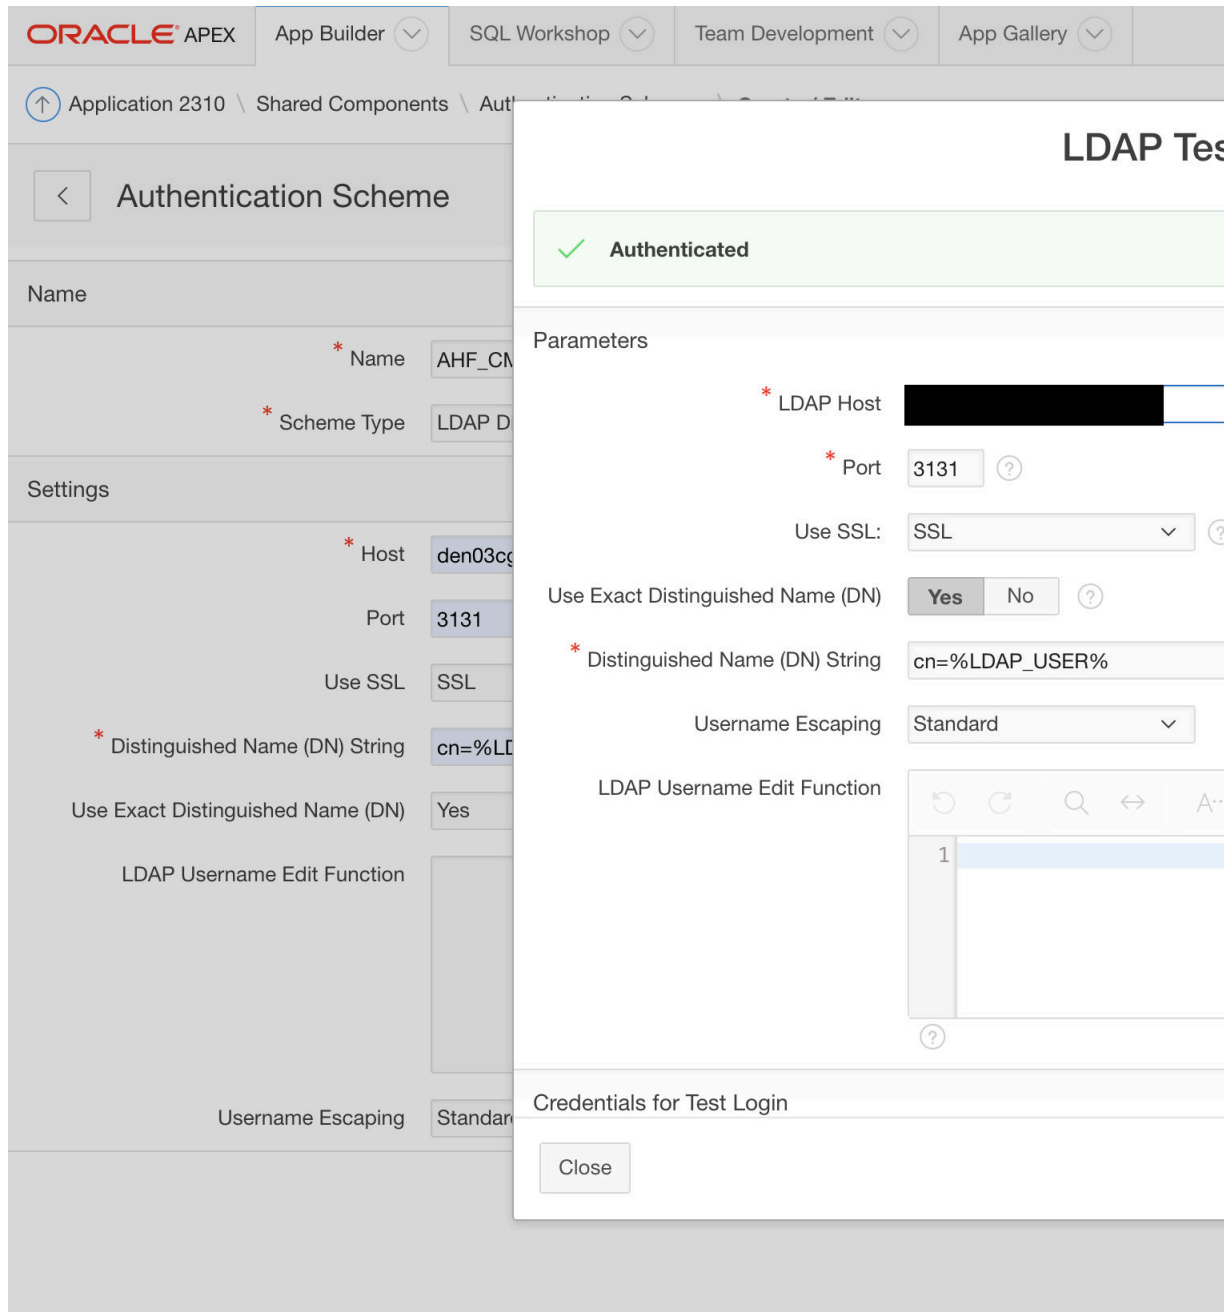 ORACLE APEX
App Builder
SQL Workshop
Team Development
App Gallery
Application 2310 \ Shared Components \
Authentication Scheme
Name
* Name AHF_CM
* Scheme Type LDAP D
Settings
* Host den03cg
Port 3131
Use SSL SSL
* Distinguished Name (DN) String cn=%LD
Use Exact Distinguished Name (DN) Yes
LDAP Username Edit Function
Username Escaping Standard
LDAP Tes
Authenticated
Parameters
* LDAP Host
* Port 3131 ?
Use SSL: SSL ?
Use Exact Distinguished Name (DN) Yes No ?
* Distinguished Name (DN) String cn=%LDAP_USER%
Username Escaping Standard
LDAP Username Edit Function
1
?
Credentials for Test Login
Close